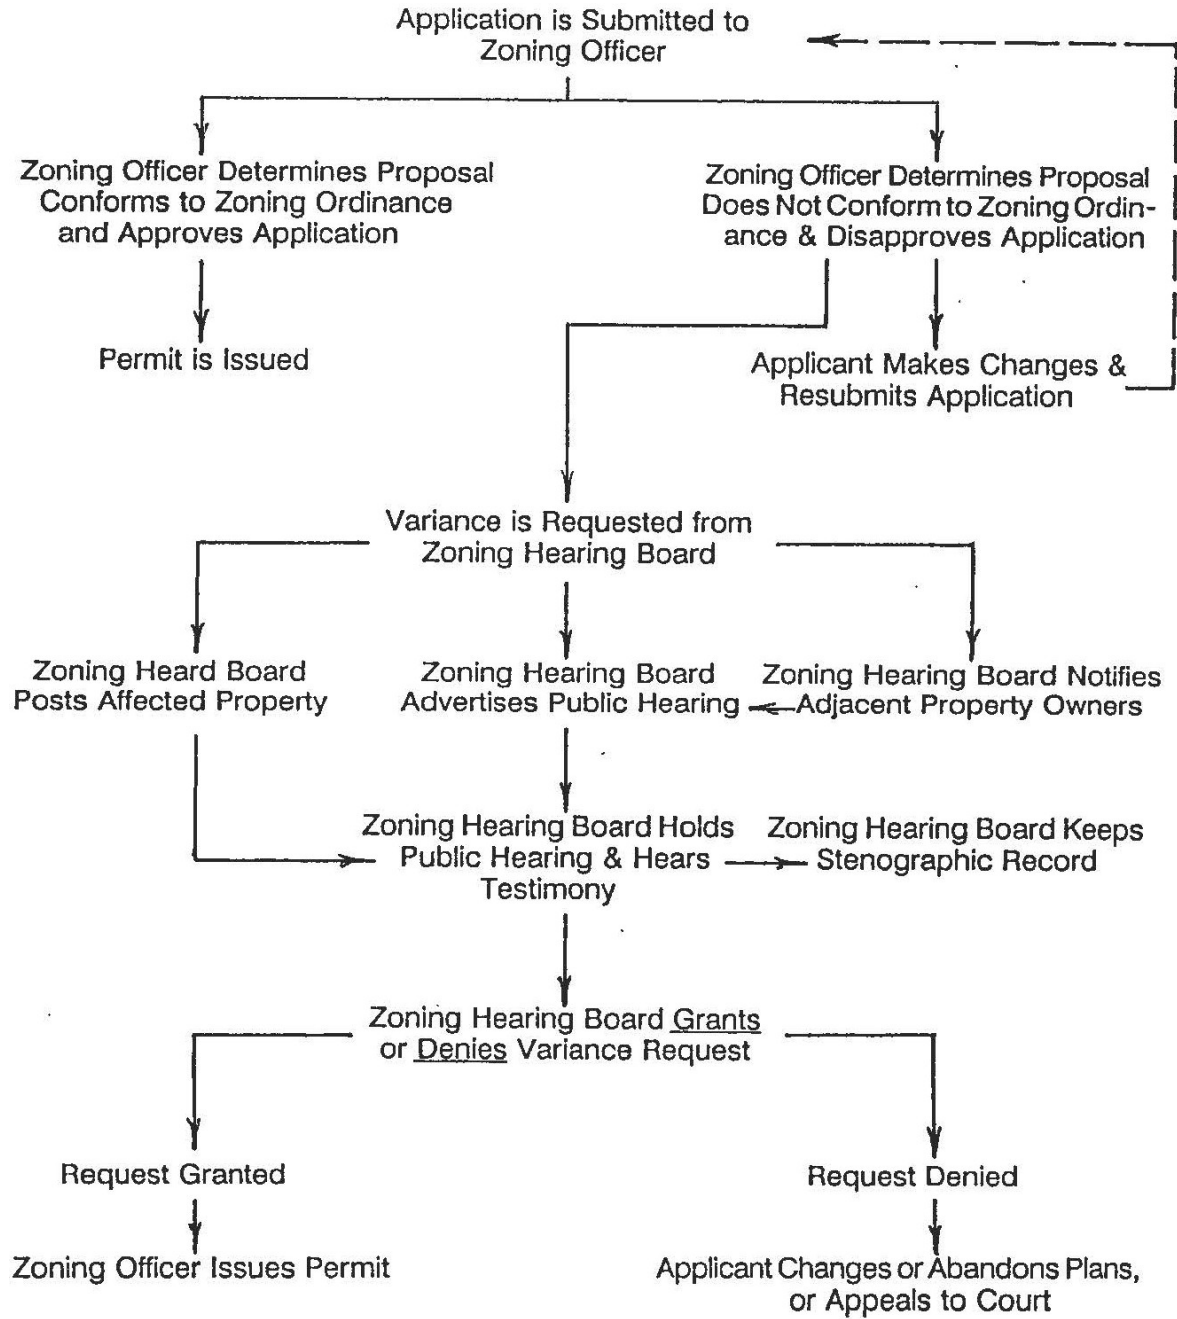 Application is Submitted to
Zoning Officer
Zoning Officer Determines Proposal
Conforms to Zoning Ordinance
and Approves Application
Zoning Officer Determines Proposal
Does Not Conform to Zoning Ordin-
ance & Disapproves Application
Permit is Issued
Applicant Makes Changes &
Resubmits Application
Variance is Requested from
Zoning Hearing Board
Zoning Heard Board
Posts Affected Property
Zoning Hearing Board
Advertises Public Hearing
Zoning Hearing Board Notifies
Adjacent Property Owners
Zoning Hearing Board Holds
Public Hearing & Hears
Testimony
Zoning Hearing Board Keeps
Stenographic Record
Zoning Hearing Board Grants
or Denies Variance Request
Request Granted
Request Denied
Zoning Officer Issues Permit
Applicant Changes or Abandons Plans,
or Appeals to Court